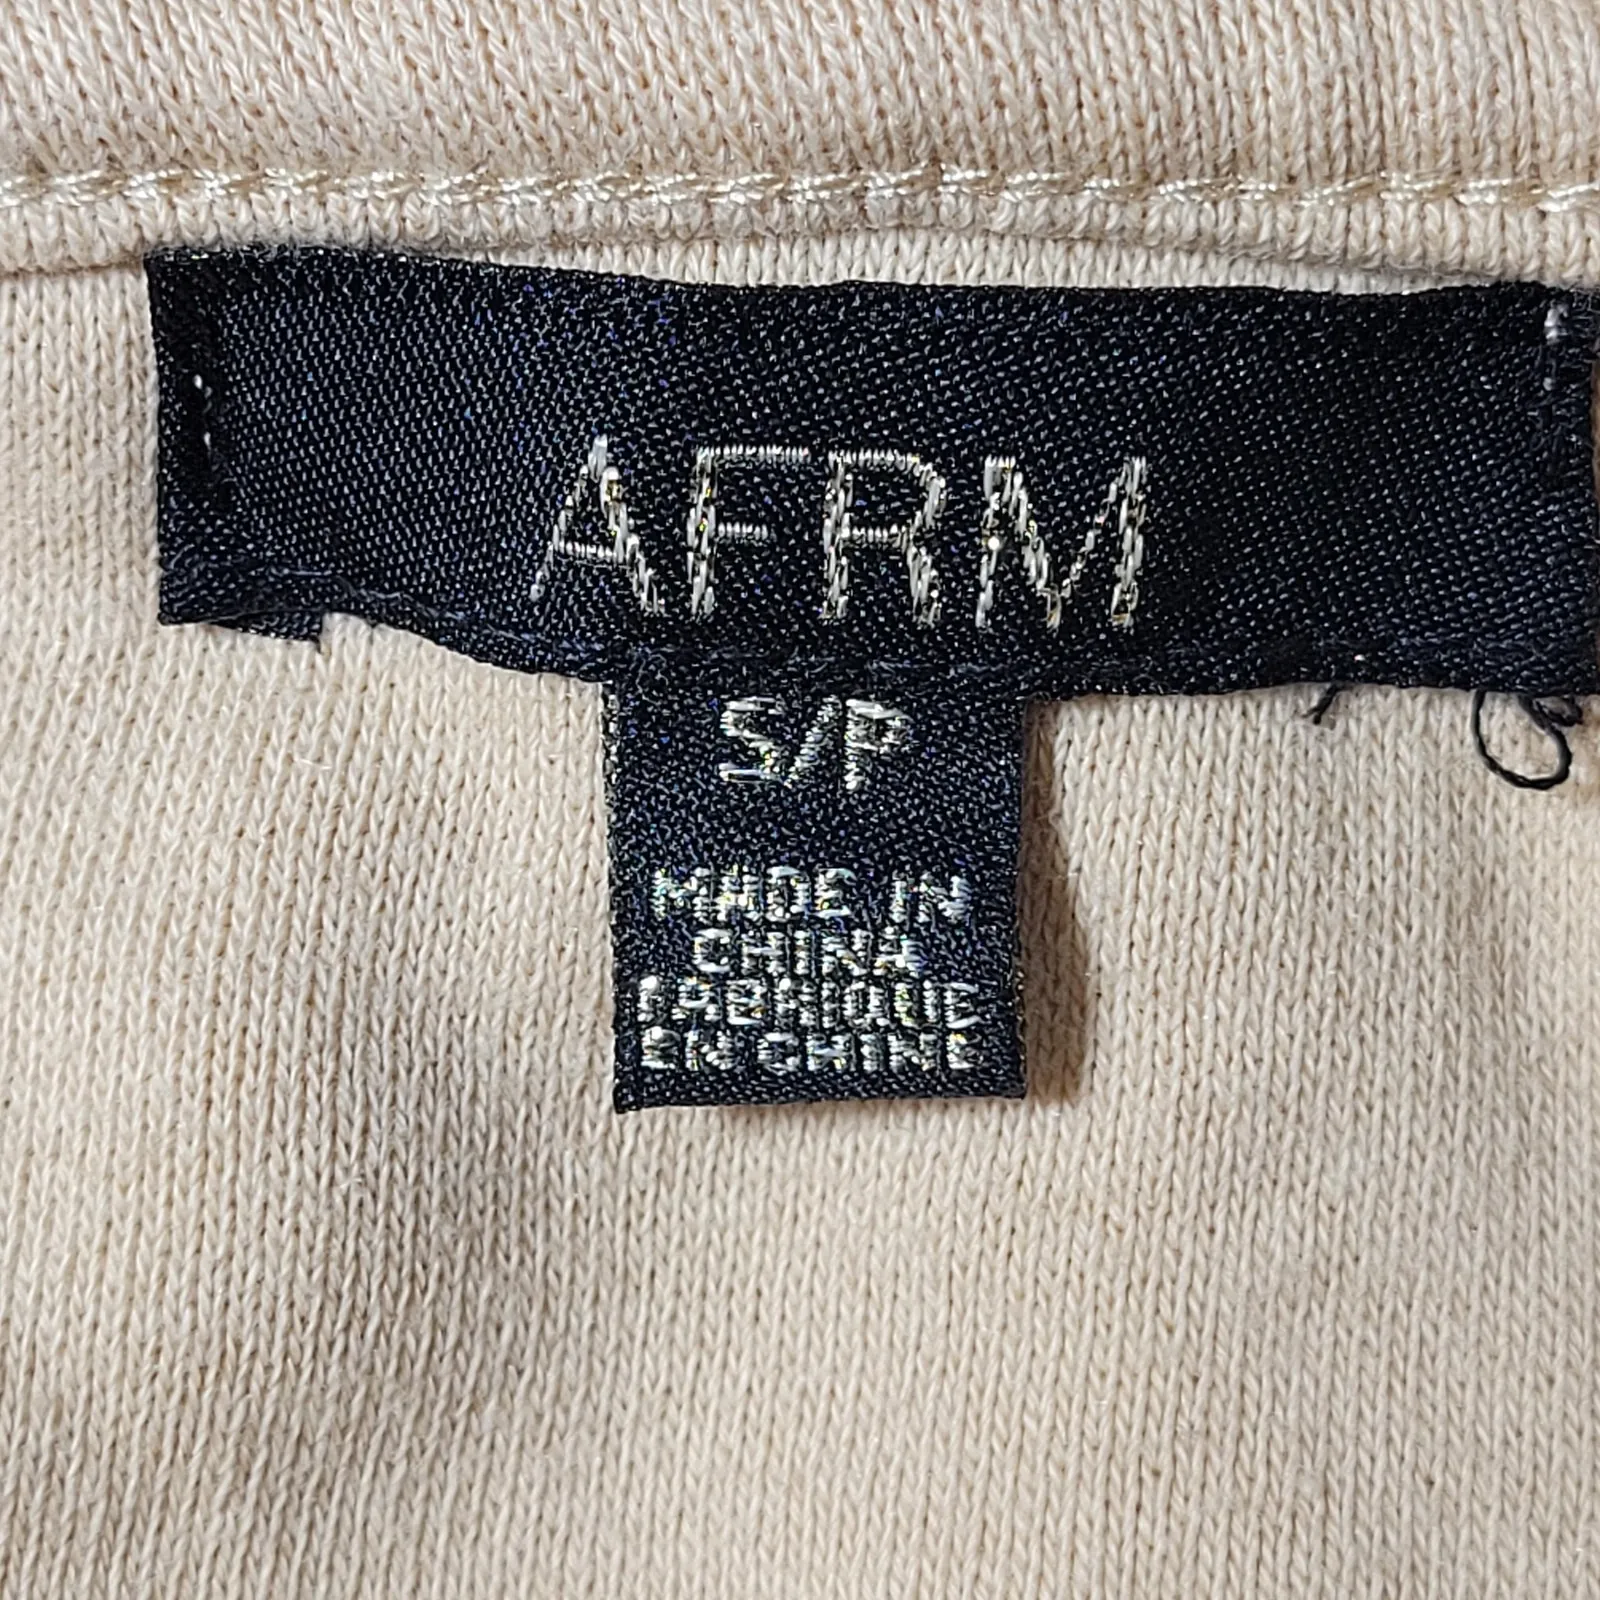 AFRM
S/P
MADE IN
CHINA
FABRIQUE
EN CHINE